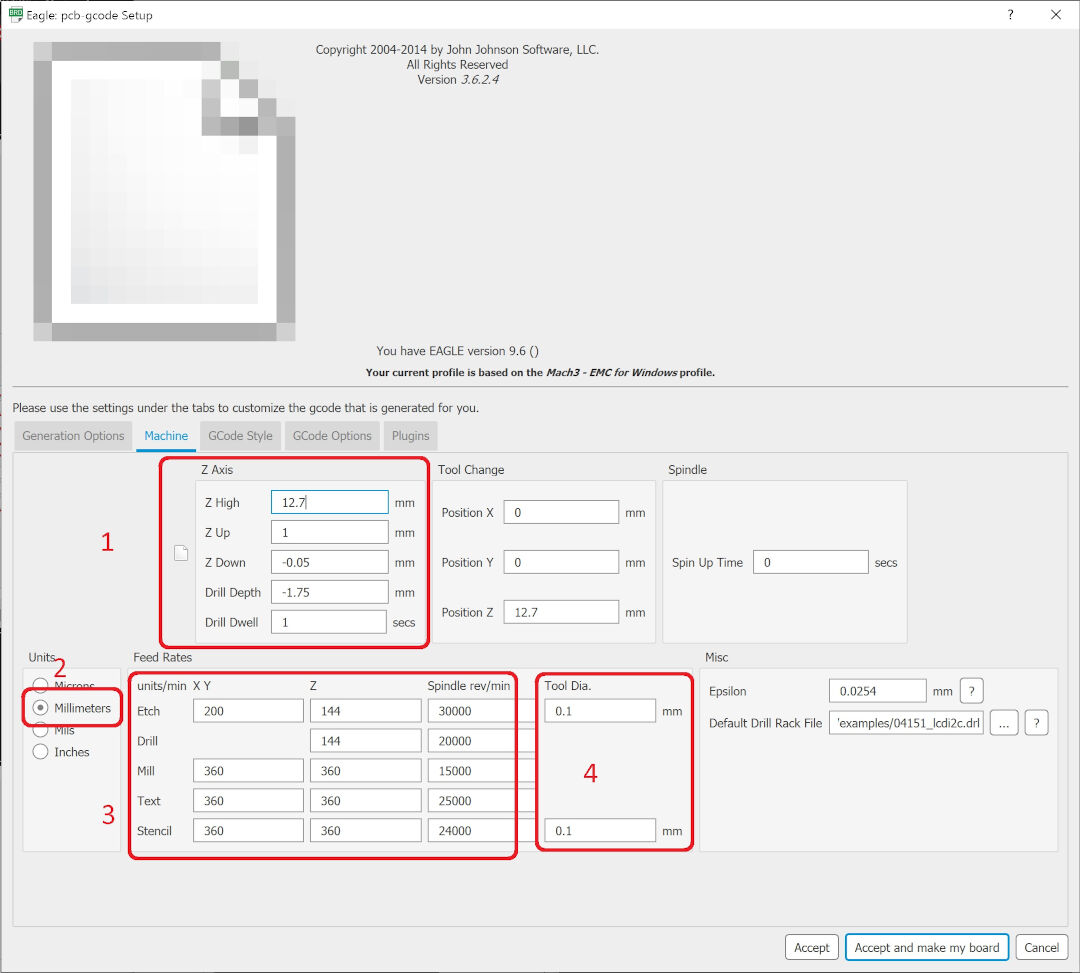 Eagle: pcb-gcode Setup
?
Copyright 2004-2014 by John Johnson Software, LLC.
All Rights Reserved
Version 3.6.2.4
You have EAGLE version 9.6 ()
Your current profile is based on the Mach3 - EMC for Windows profile.
Please use the settings under the tabs to customize the gcode that is generated for you.
Generation Options Machine GCode Style GCode Options Plugins
1
Z Axis
Z High 12.7 mm
Z Up 1 mm
Z Down -0.05 mm
Drill Depth -1.75 mm
Drill Dwell 1 secs
Tool Change
Position X 0 mm
Position Y 0 mm
Position Z 12.7 mm
Spindle
Spin Up Time 0 secs
Units
2
Microns
Millimeters
Mils
Inches
3
Feed Rates
units/min X Y Z Spindle rev/min Tool Dia.
Etch 200 144 30000 0.1 mm
Drill 144 20000
Mill 360 360 15000
4
Text 360 360 25000
Stencil 360 360 24000 0.1 mm
Misc
Epsilon 0.0254 mm ?
Default Drill Rack File 'examples/04151_lcdi2c.drl ... ?
Accept Accept and make my board Cancel